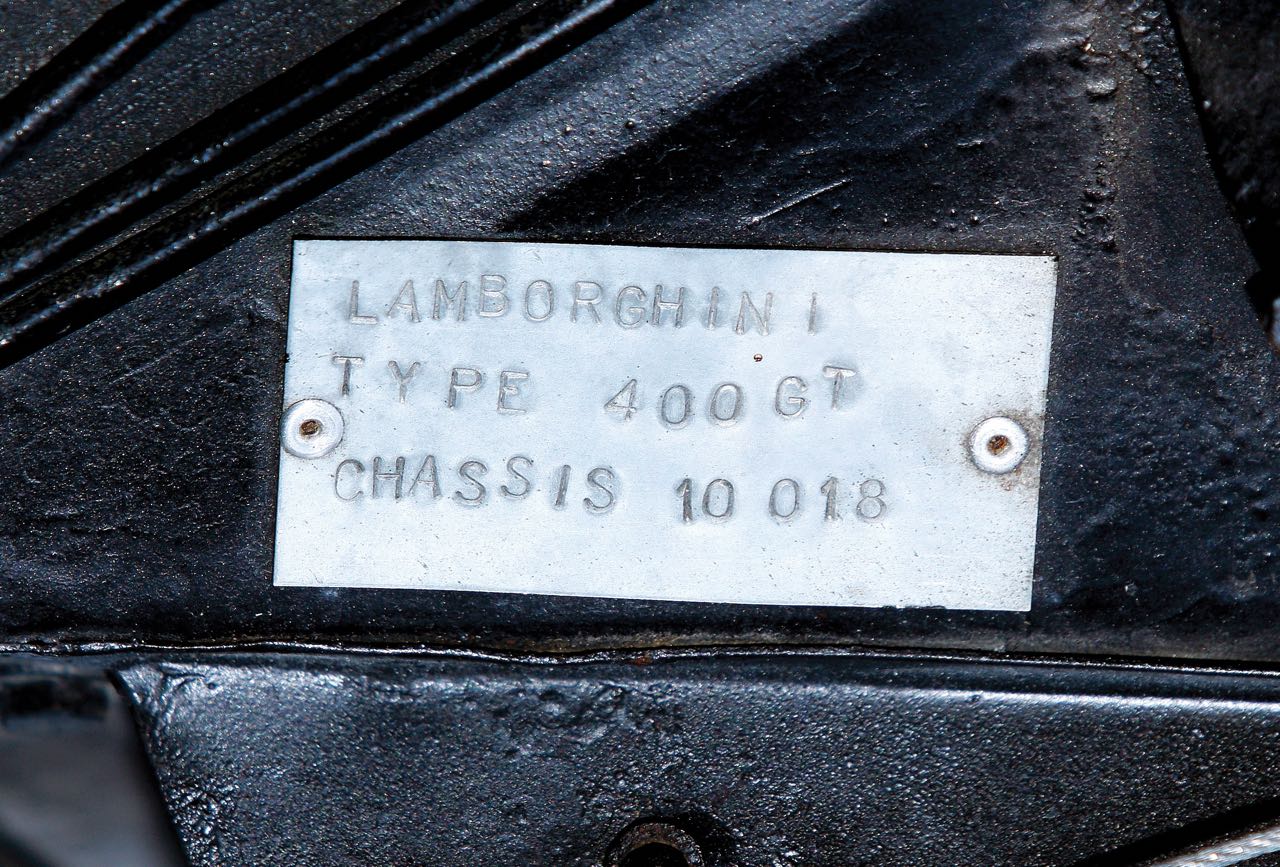 LAMBORGHINI
TYPE 400 GT
CHASSIS 10 018